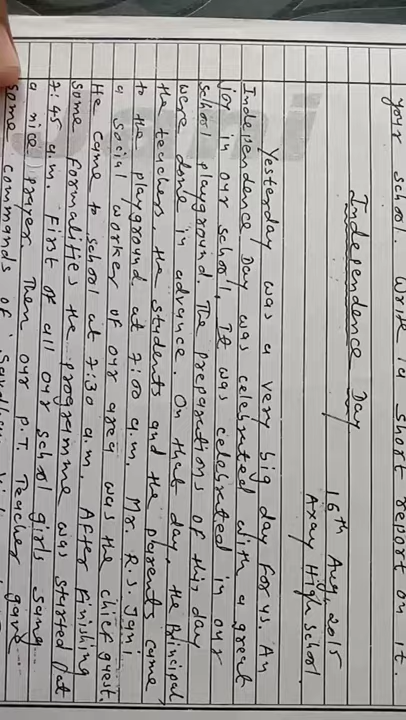 your school. Write a short report on it.
Independence Day
16th Aug, 2015
Axay High school
Yesterday was a very big day for us. An
Independence Day was celebrated with a great
joy in our school. It was celebrated in our
school playground. The preparations of this day
were done in advance. On that day, the principal,
the teachers, the students and the parents came
to the playground at 7:00 a.m. Mr. R.S. Jani
a social worker of our area was the chief guest.
He came to school at 7:30 a.m. After finishing
some formalities the programme was started at
7:45 a.m. First of all our school girls sang
a nice prayer. Then our P.T. Teacher gave
some commands of